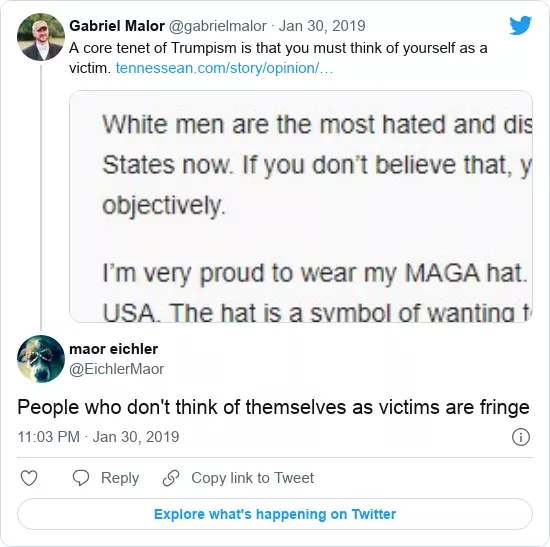 Gabriel Malor @gabrielmalor · Jan 30, 2019
A core tenet of Trumpism is that you must think of yourself as a
victim. tennessean.com/story/opinion/…
White men are the most hated and dis
States now. If you don't believe that, y
objectively.
I'm very proud to wear my MAGA hat.
USA. The hat is a symbol of wanting t
maor eichler
@EichlerMaor
People who don't think of themselves as victims are fringe
11:03 PM · Jan 30, 2019
Reply
Copy link to Tweet
Explore what's happening on Twitter